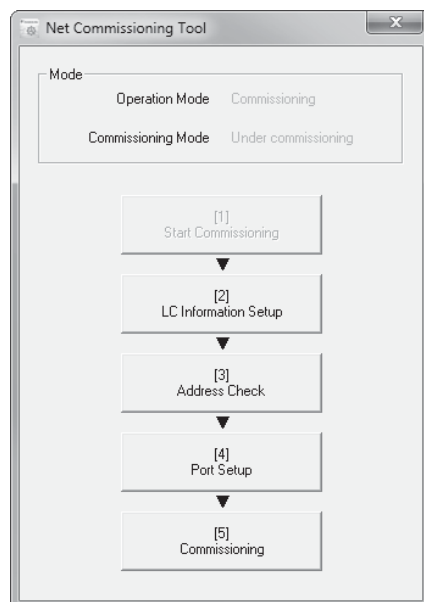 Net Commissioning Tool
Mode
Operation Mode Commissioning
Commissioning Mode Under commissioning
[1]
Start Commissioning
[2]
LC Information Setup
[3]
Address Check
[4]
Port Setup
[5]
Commissioning